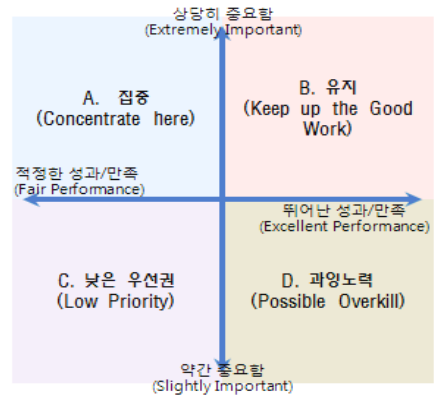 상당히 중요함
(Extremely Important)
A. 집중
(Concentrate here)
B. 유지
(Keep up the Good
Work)
적정한 성과/만족
(Fair Performance)
뛰어난 성과/만족
(Excellent Performance)
C. 낮은 우선권
(Low Priority)
D. 과잉노력
(Possible Overkill)
약간 중요함
(Slightly Important)